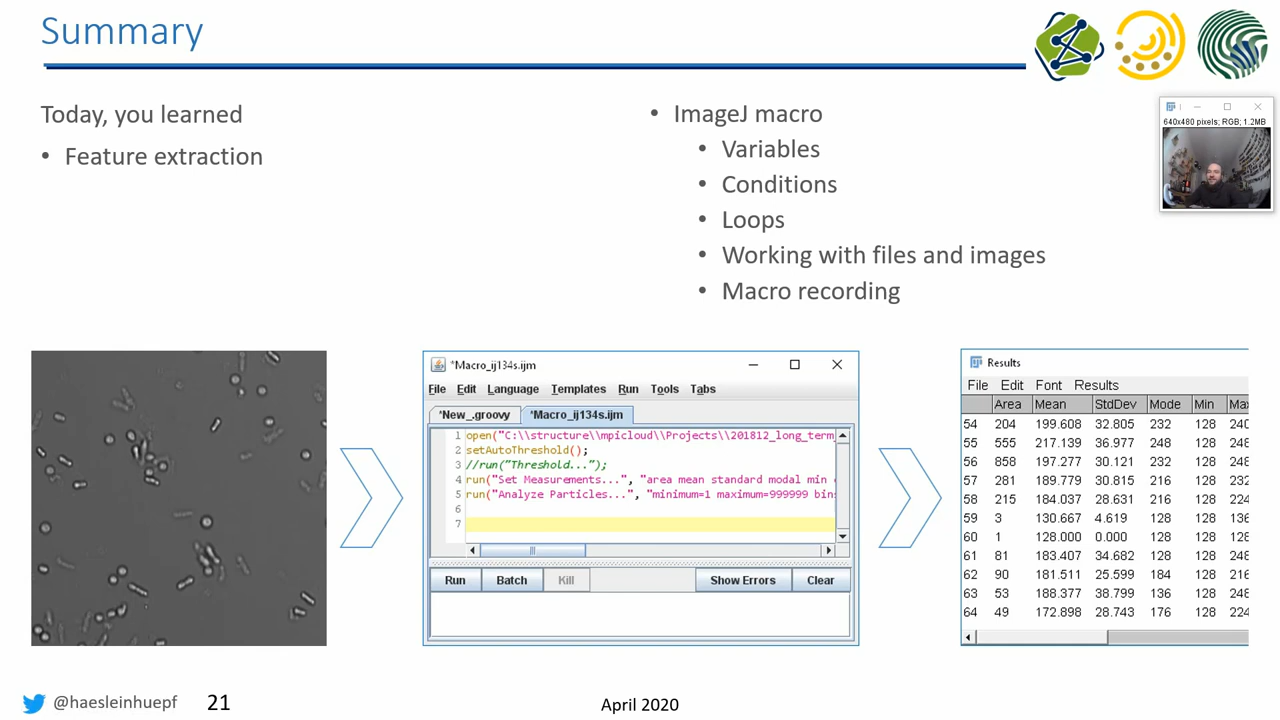 Summary
Today, you learned
• Feature extraction
• ImageJ macro
• Variables
• Conditions
• Loops
• Working with files and images
• Macro recording
640x480 pixels; RGB; 1.2MB
*Macro_ij134s.ijm
File Edit Language Templates Run Tools Tabs
*New_.groovy *Macro_ij134s.ijm
1 open("C:\\structure\\mpicloud\\Projects\\201812_long_term
2 setAutoThreshold();
3 //run("Threshold...");
4 run("Set Measurements...", "area mean standard modal min
5 run("Analyze Particles...", "minimum=1 maximum=999999 bin
6
7
Run Batch Kill Show Errors Clear
Results
File Edit Font Results
Area Mean StdDev Mode Min Max
54 204 199.608 32.805 232 128 240
55 555 217.139 36.977 248 128 248
56 858 197.277 30.121 232 128 248
57 281 189.779 30.815 216 128 232
58 215 184.037 28.631 216 128 224
59 3 130.667 4.619 128 128 136
60 1 128.000 0.000 128 128 128
61 81 183.407 34.682 128 128 248
62 90 181.511 25.599 184 128 216
63 53 188.377 38.799 136 128 248
64 49 172.898 28.743 176 128 224
@haesleinhuepf 21 April 2020